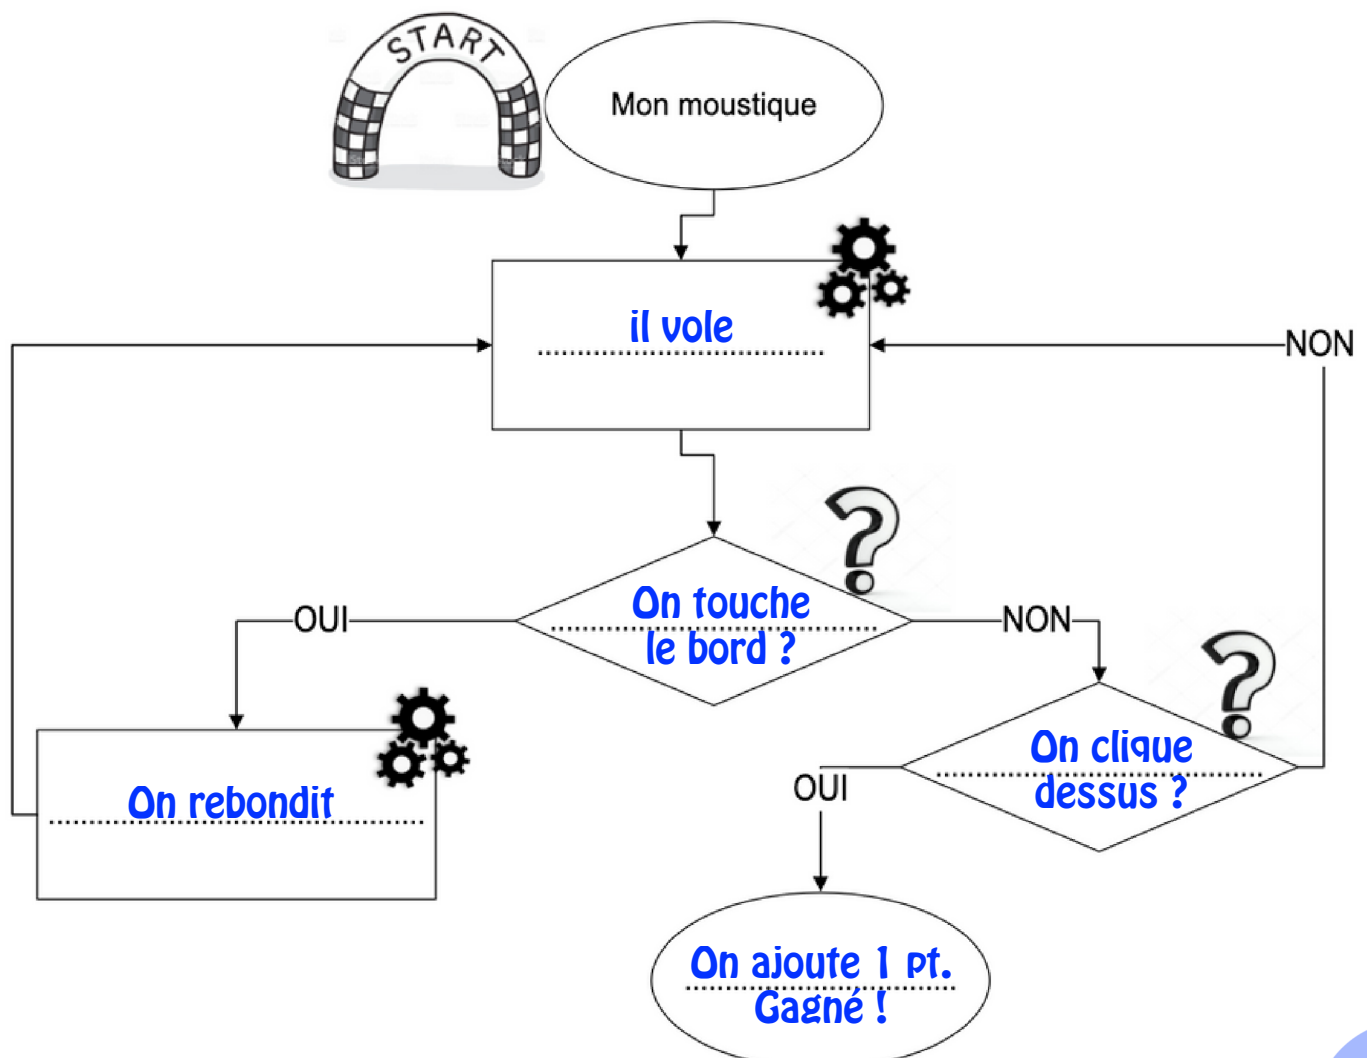 START
Mon moustique
il vole
NON
On touche
le bord ?
OUI
NON
On clique
dessus ?
OUI
On rebondit
On ajoute 1 pt.
Gagné !